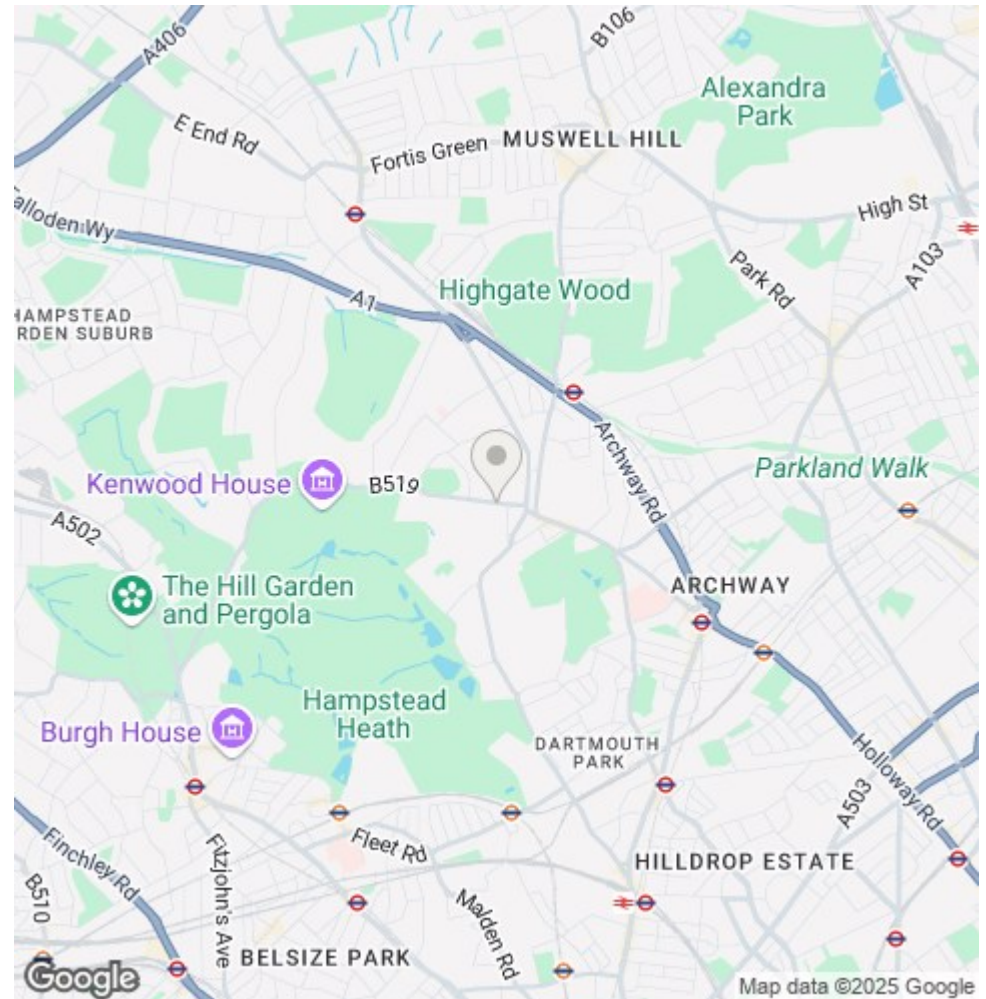 A406
B106
Alexandra
Park
E End Rd
Fortis Green
MUSWELL HILL
alloden Wy
High St
A103
Park Rd
Highgate Wood
A1
HAMPSTEAD
RDEN SUBURB
Archway Rd
Kenwood House
B519
Parkland Walk
A502
The Hill Garden
and Pergola
ARCHWAY
Hampstead
Heath
Burgh House
DARTMOUTH
PARK
Holloway Rd
A503
Finchley Rd
Fitzjohn's Ave
Fleet Rd
HILLDROP ESTATE
B510
Malden Rd
BELSIZE PARK
Google
Map data ©2025 Google